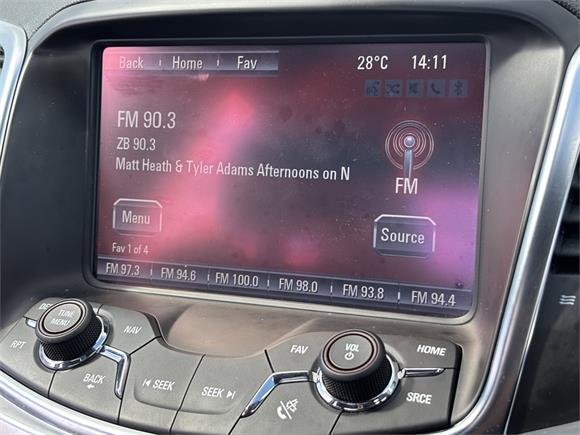 Back Home Fav 28°C 14:11
FM 90.3
ZB 90.3
Matt Heath & Tyler Adams Afternoons on N
FM
Menu
Source
Fav 1 of 4
FM 97.3 FM 94.6 FM 100.0 FM 98.0 FM 93.8 FM 94.4
TUNE
MENU
NAV
RPT
BACK
SEEK
SEEK
FAV
VOL
HOME
SRCE